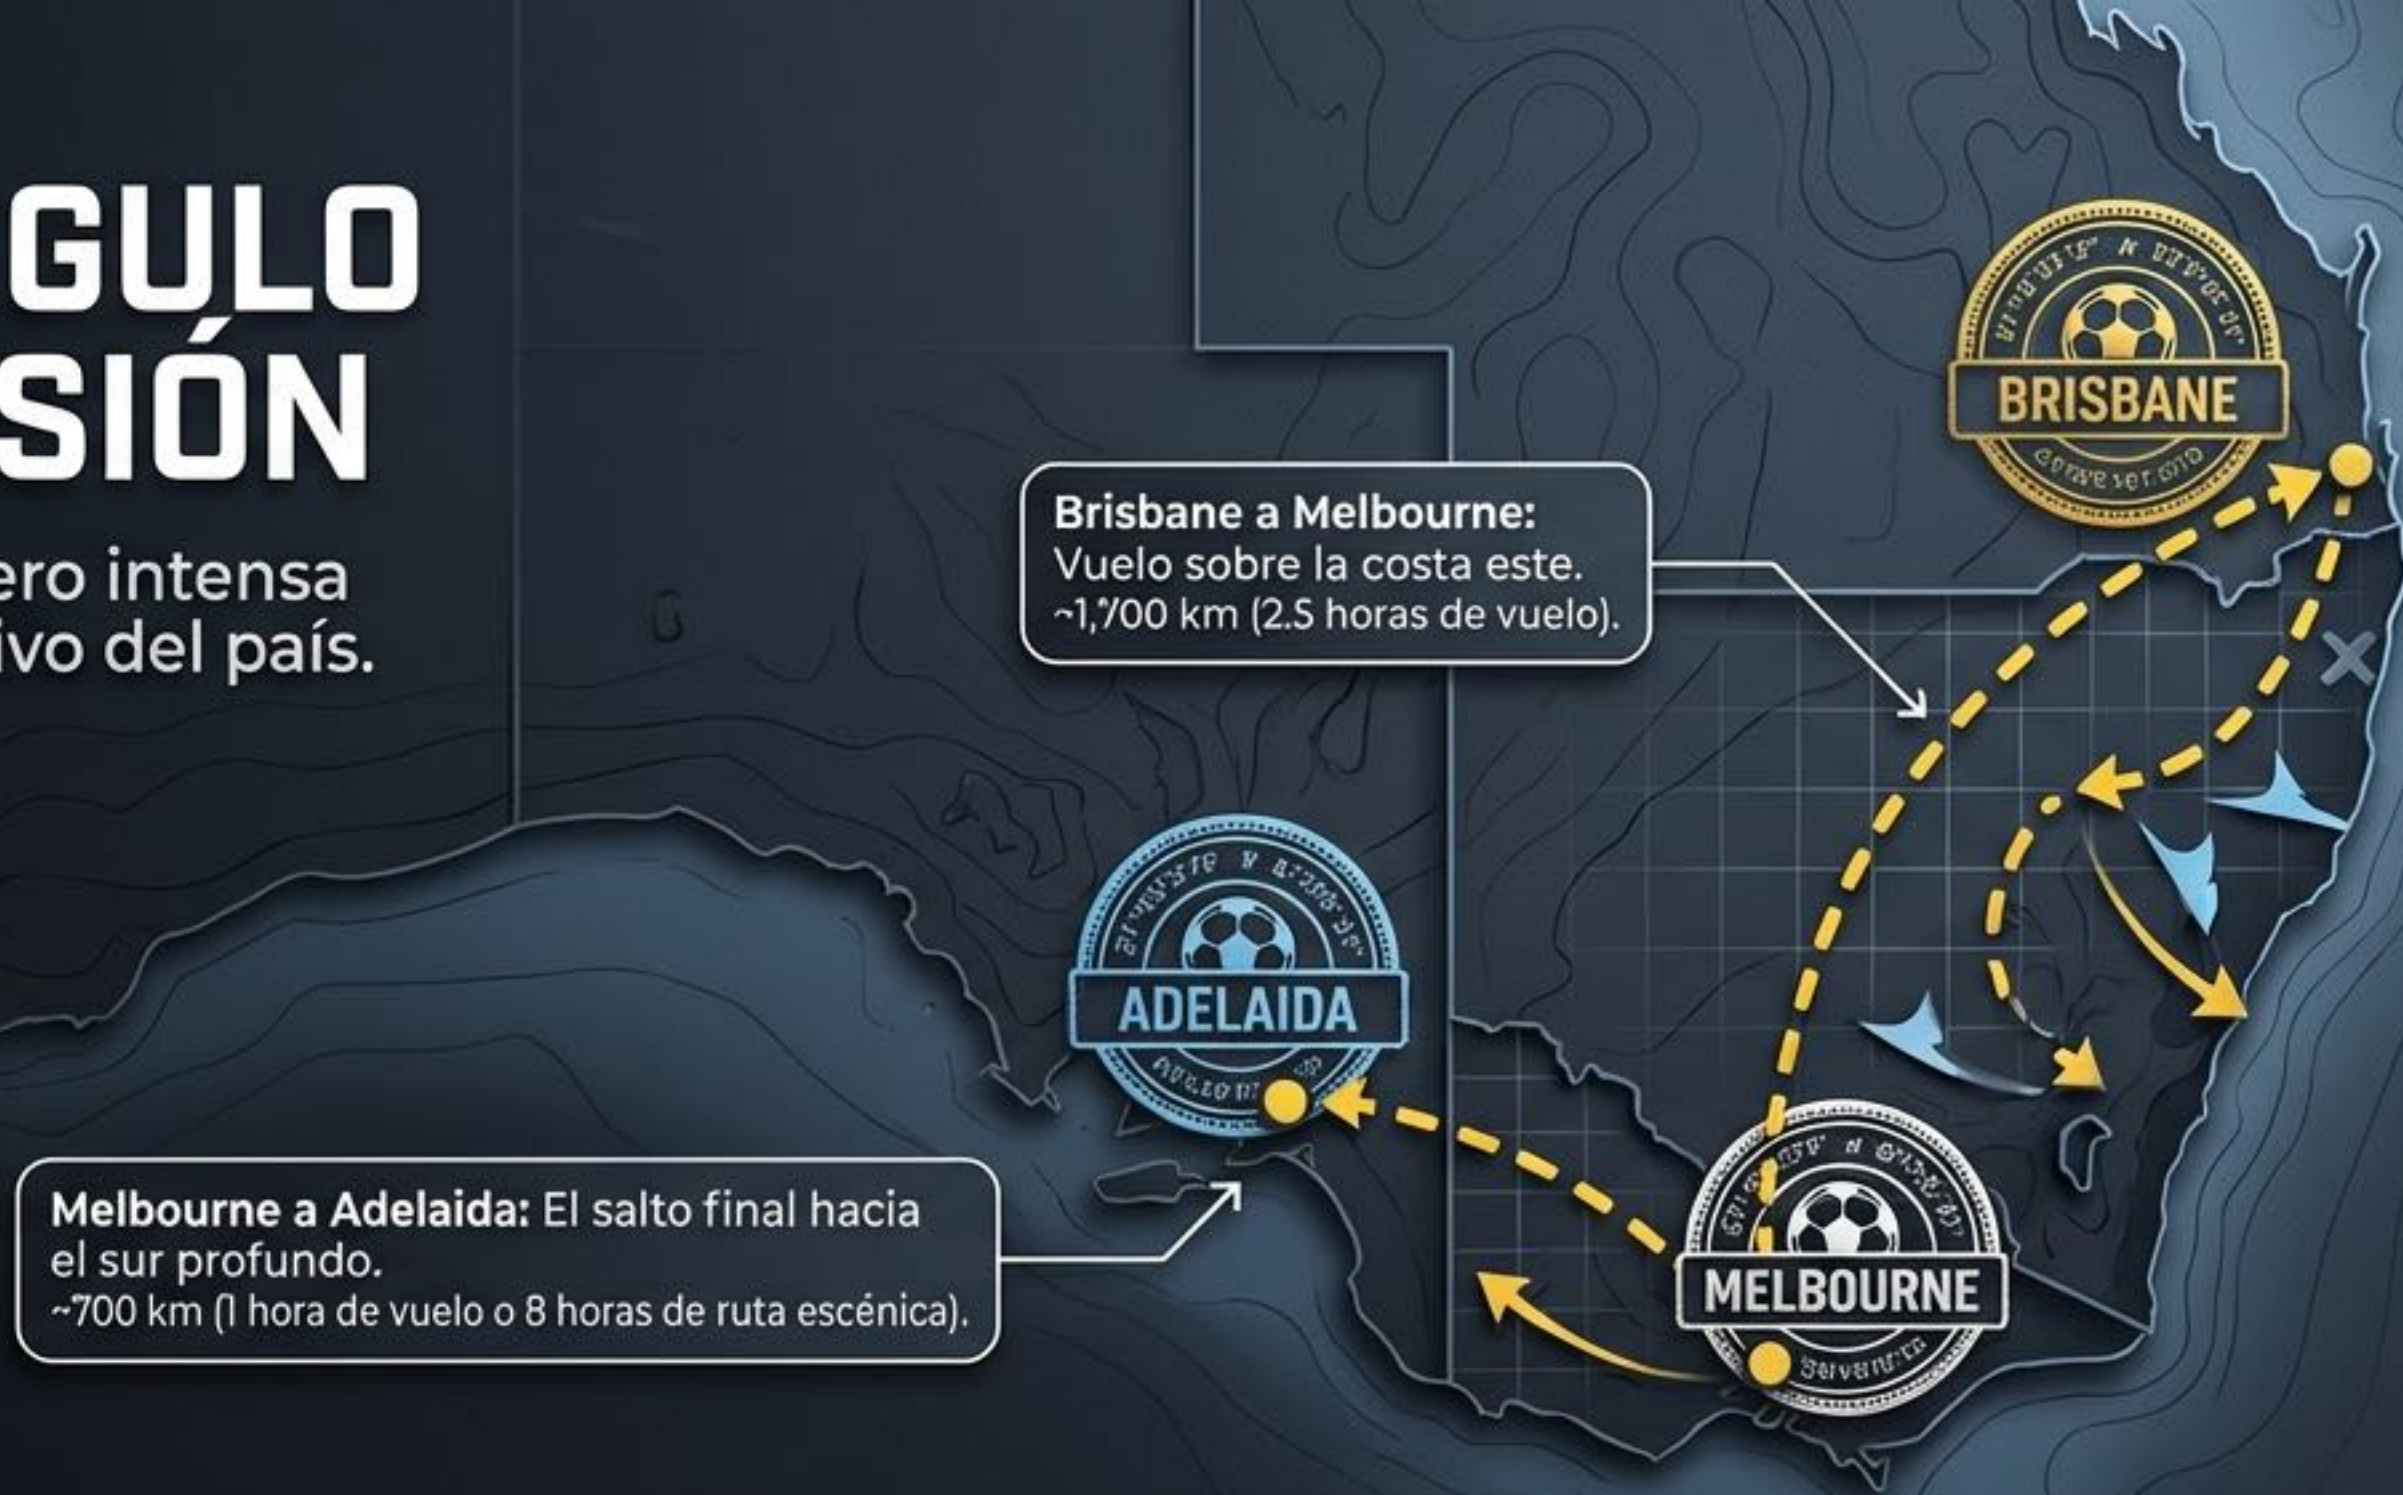 GULO
SIÓN
ero intensa
ivo del país.
BRISBANE
Brisbane a Melbourne:
Vuelo sobre la costa este.
~1,700 km (2.5 horas de vuelo).
ADELAIDA
Melbourne a Adelaida: El salto final hacia
el sur profundo.
~700 km (1 hora de vuelo o 8 horas de ruta escénica).
MELBOURNE